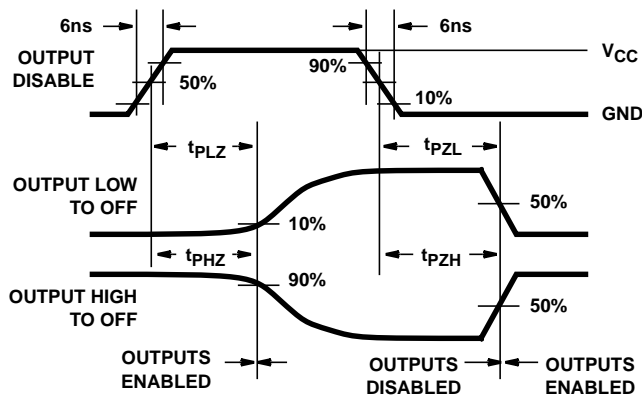 6ns
6ns
OUTPUT
DISABLE
90%
50%
10%
VCC
GND
tPLZ
tPZL
OUTPUT LOW
TO OFF
10%
50%
tPHZ
tPZH
OUTPUT HIGH
TO OFF
90%
50%
OUTPUTS
ENABLED
OUTPUTS
DISABLED
OUTPUTS
ENABLED